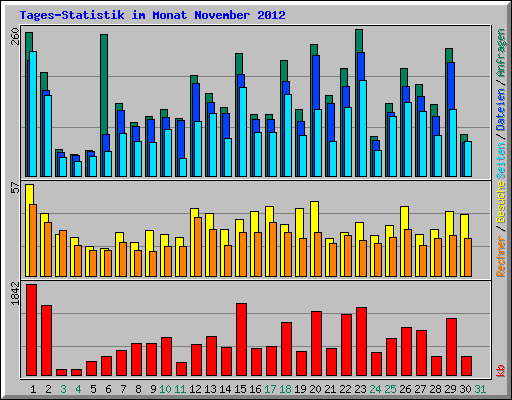 Tages-Statistik im Monat November 2012
260
57
1842
Rechner / Besuche Seiten / Dateien / Anfragen
kb
1 2 3 4 5 6 7 8 9 10 11 12 13 14 15 16 17 18 19 20 21 22 23 24 25 26 27 28 29 30 31